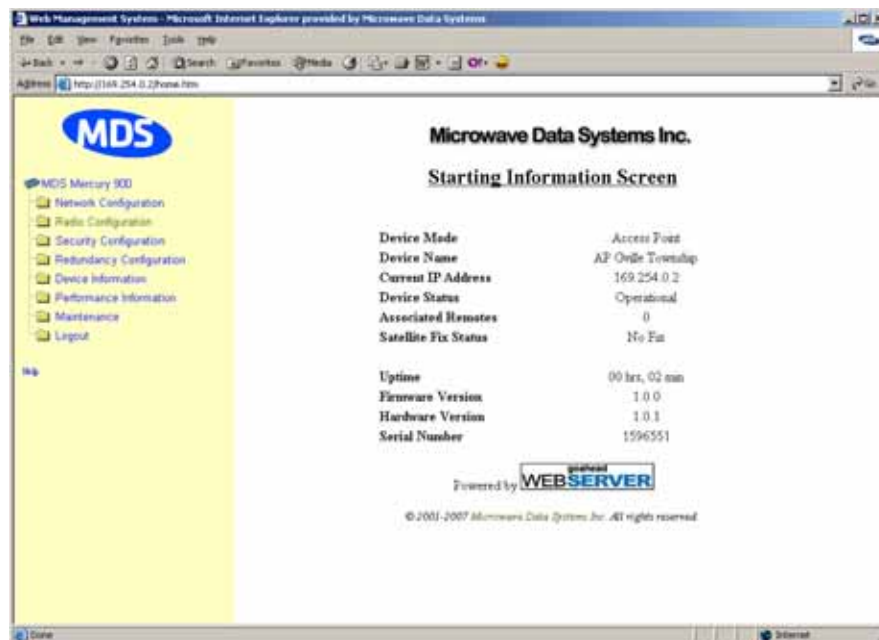 Web Management System - Microsoft Internet Explorer provided by Microwave Data Systems
File Edit View Favorites Tools Help
Back Search Favorites Media
Address http://169.254.0.2/home.htm Go
MDS
MDS Mercury 900
Network Configuration
Radio Configuration
Security Configuration
Redundancy Configuration
Device Information
Performance Information
Maintenance
Logout
Help
Microwave Data Systems Inc.
Starting Information Screen
Device Mode Access Point
Device Name AP Oville Township
Current IP Address 169.254.0.2
Device Status Operational
Associated Remotes 0
Satellite Fix Status No Fix
Uptime 00 hrs, 02 min
Firmware Version 1.0.0
Hardware Version 1.0.1
Serial Number 1596551
Powered by goahead WEBSERVER
© 2001-2007 Microwave Data Systems Inc. All rights reserved.
Done Internet